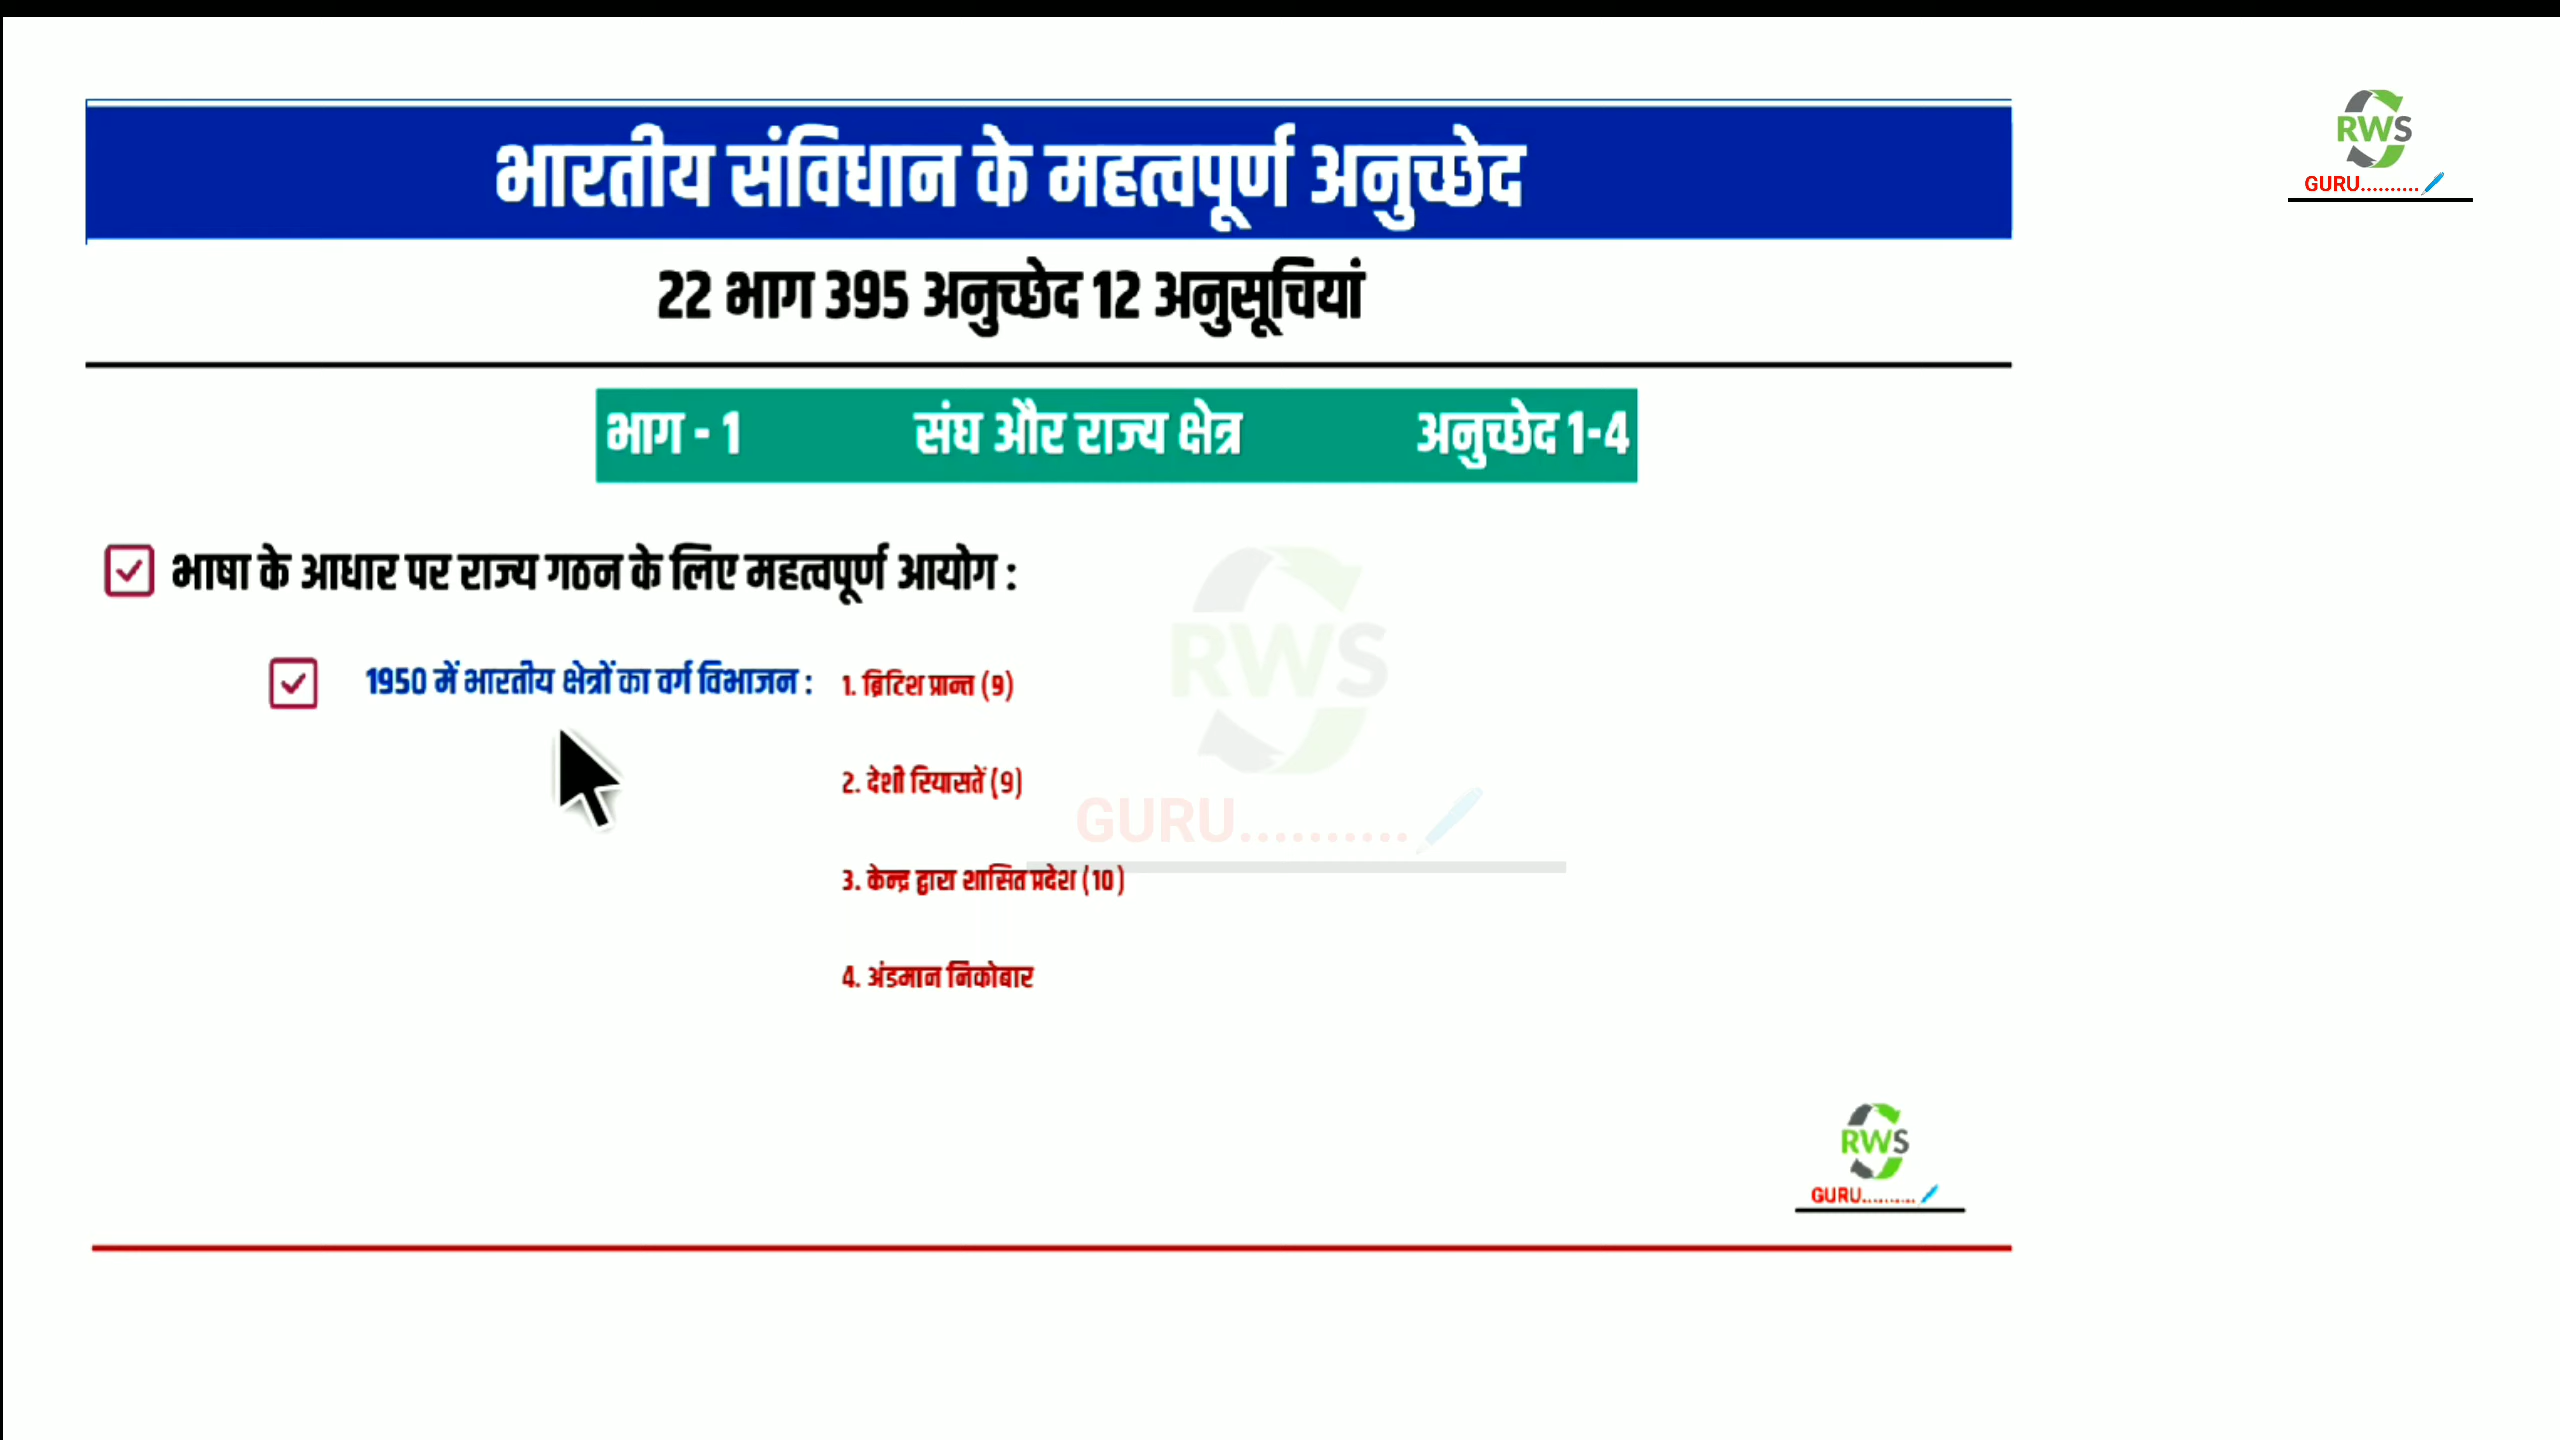 RWS
GURU..........
भारतीय संविधान के महत्वपूर्ण अनुच्छेद
22 भाग 395 अनुच्छेद 12 अनुसूचियां
भाग - 1 संघ और राज्य क्षेत्र अनुच्छेद 1-4
भाषा के आधार पर राज्य गठन के लिए महत्वपूर्ण आयोग :
1950 में भारतीय क्षेत्रों का वर्ग विभाजन : 1. ब्रिटिश प्रान्त (9)
2. देशी रियासतें (9)
3. केन्द्र द्वारा शासित प्रदेश (10)
4. अंडमान निकोबार
RWS
GURU..........
RWS
GURU..........